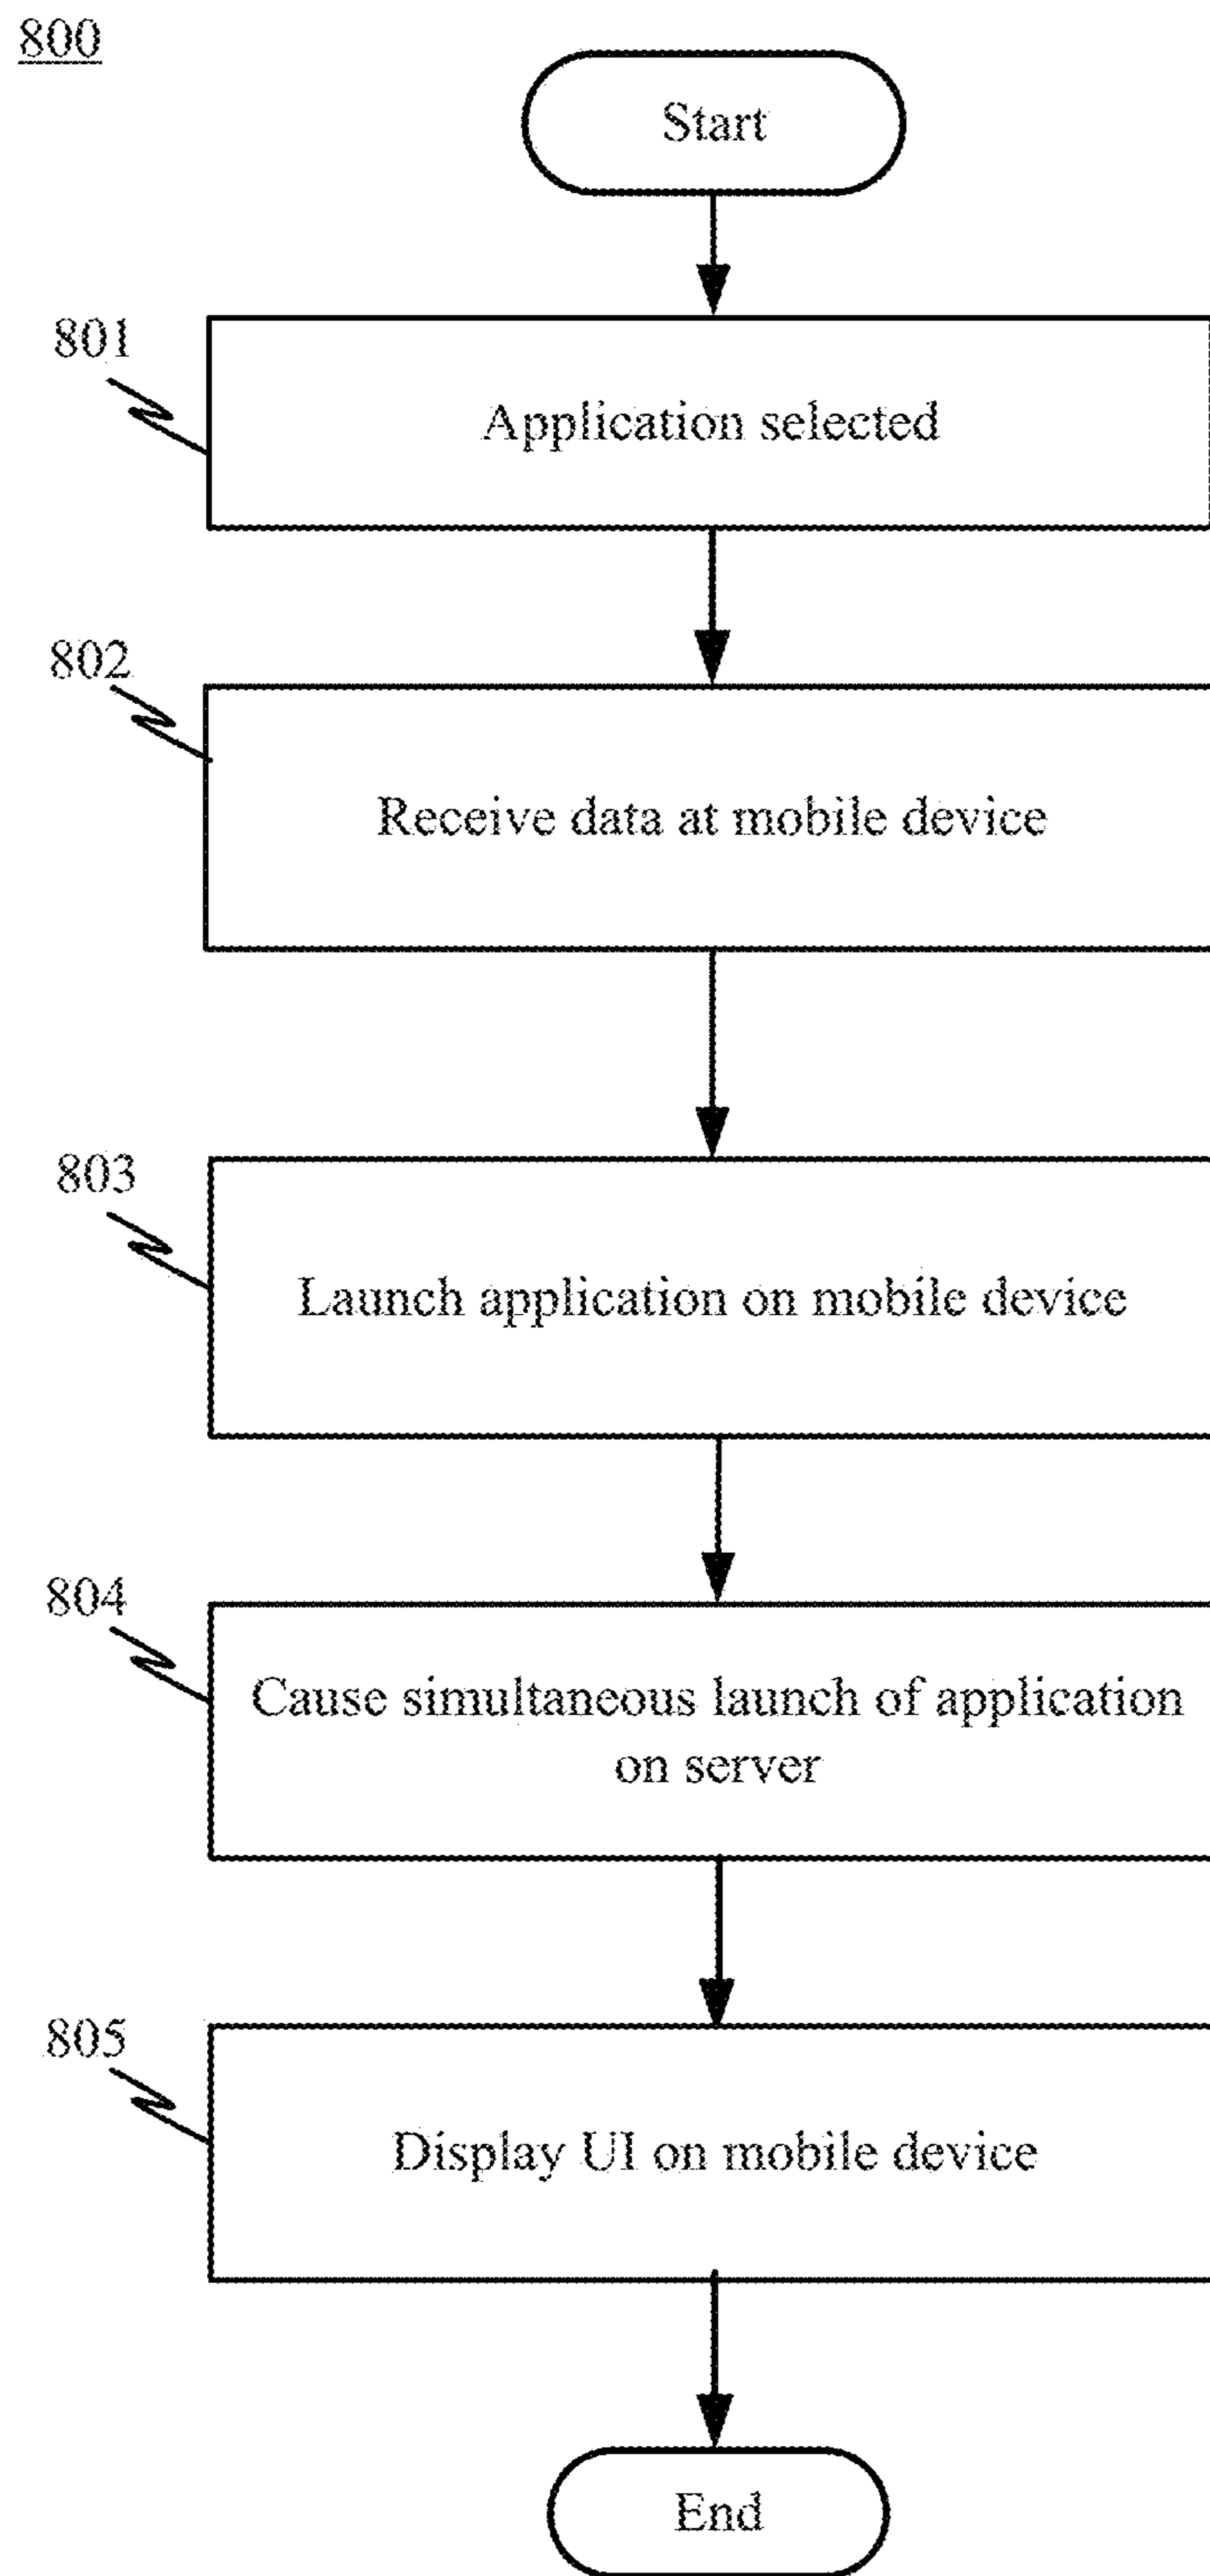 800
Start
801
Application selected
802
Receive data at mobile device
803
Launch application on mobile device
804
Cause simultaneous launch of application
on server
805
Display UI on mobile device
End